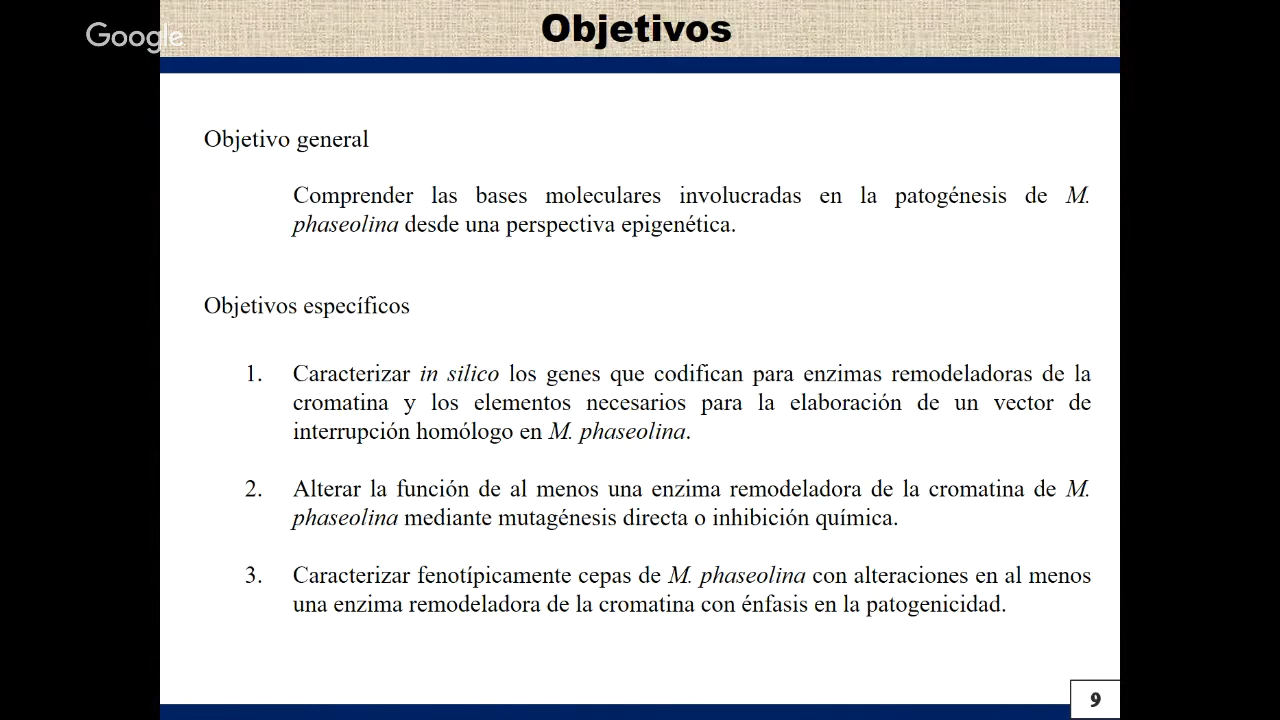 Google
Objetivos
Objetivo general
Comprender las bases moleculares involucradas en la patogénesis de M.
phaseolina desde una perspectiva epigenética.
Objetivos específicos
1. Caracterizar in silico los genes que codifican para enzimas remodeladoras de la
cromatina y los elementos necesarios para la elaboración de un vector de
interrupción homólogo en M. phaseolina.
2. Alterar la función de al menos una enzima remodeladora de la cromatina de M.
phaseolina mediante mutagénesis directa o inhibición química.
3. Caracterizar fenotípicamente cepas de M. phaseolina con alteraciones en al menos
una enzima remodeladora de la cromatina con énfasis en la patogenicidad.
9